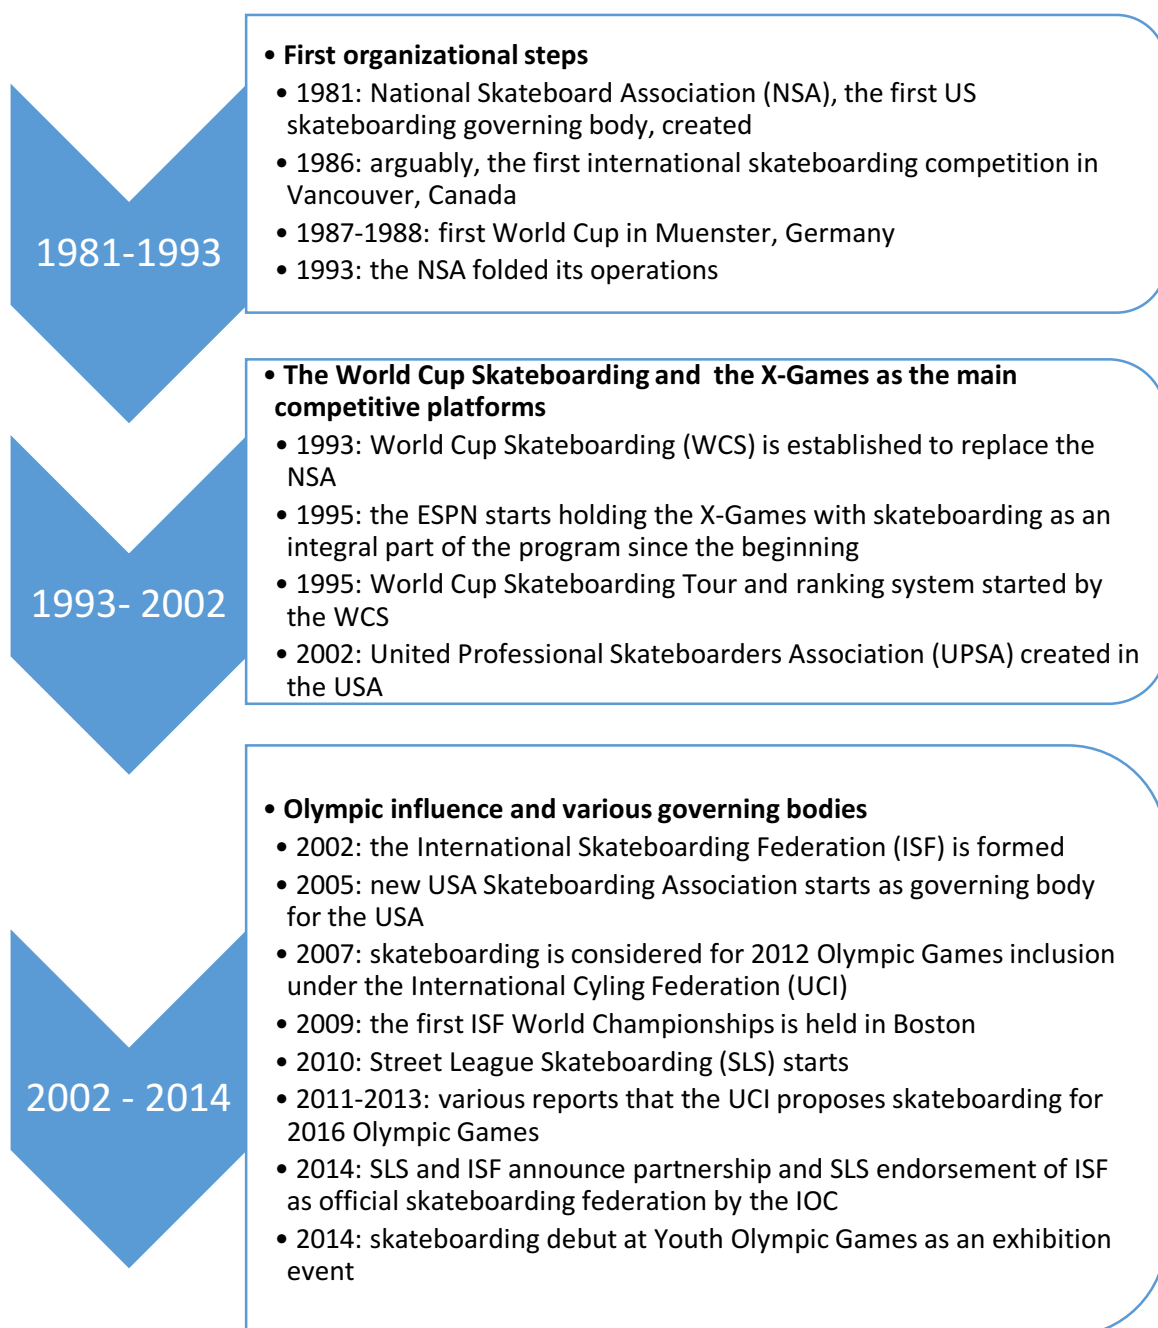 • First organizational steps
• 1981: National Skateboard Association (NSA), the first US
skateboarding governing body, created
• 1986: arguably, the first international skateboarding competition in
Vancouver, Canada
• 1987-1988: first World Cup in Muenster, Germany
• 1993: the NSA folded its operations
1981-1993
• The World Cup Skateboarding and  the X-Games as the main
competitive platforms
• 1993: World Cup Skateboarding (WCS) is established to replace the
NSA
• 1995: the ESPN starts holding the X-Games with skateboarding as an
integral part of the program since the beginning
• 1995: World Cup Skateboarding Tour and ranking system started by
the WCS
• 2002: United Professional Skateboarders Association (UPSA) created in
the USA
1993- 2002
• Olympic influence and various governing bodies
• 2002: the International Skateboarding Federation (ISF) is formed
• 2005: new USA Skateboarding Association starts as governing body
for the USA
• 2007: skateboarding is considered for 2012 Olympic Games inclusion
under the International Cyling Federation (UCI)
• 2009: the first ISF World Championships is held in Boston
• 2010: Street League Skateboarding (SLS) starts
• 2011-2013: various reports that the UCI proposes skateboarding for
2016 Olympic Games
• 2014: SLS and ISF announce partnership and SLS endorsement of ISF
as official skateboarding federation by the IOC
• 2014: skateboarding debut at Youth Olympic Games as an exhibition
event
2002 - 2014